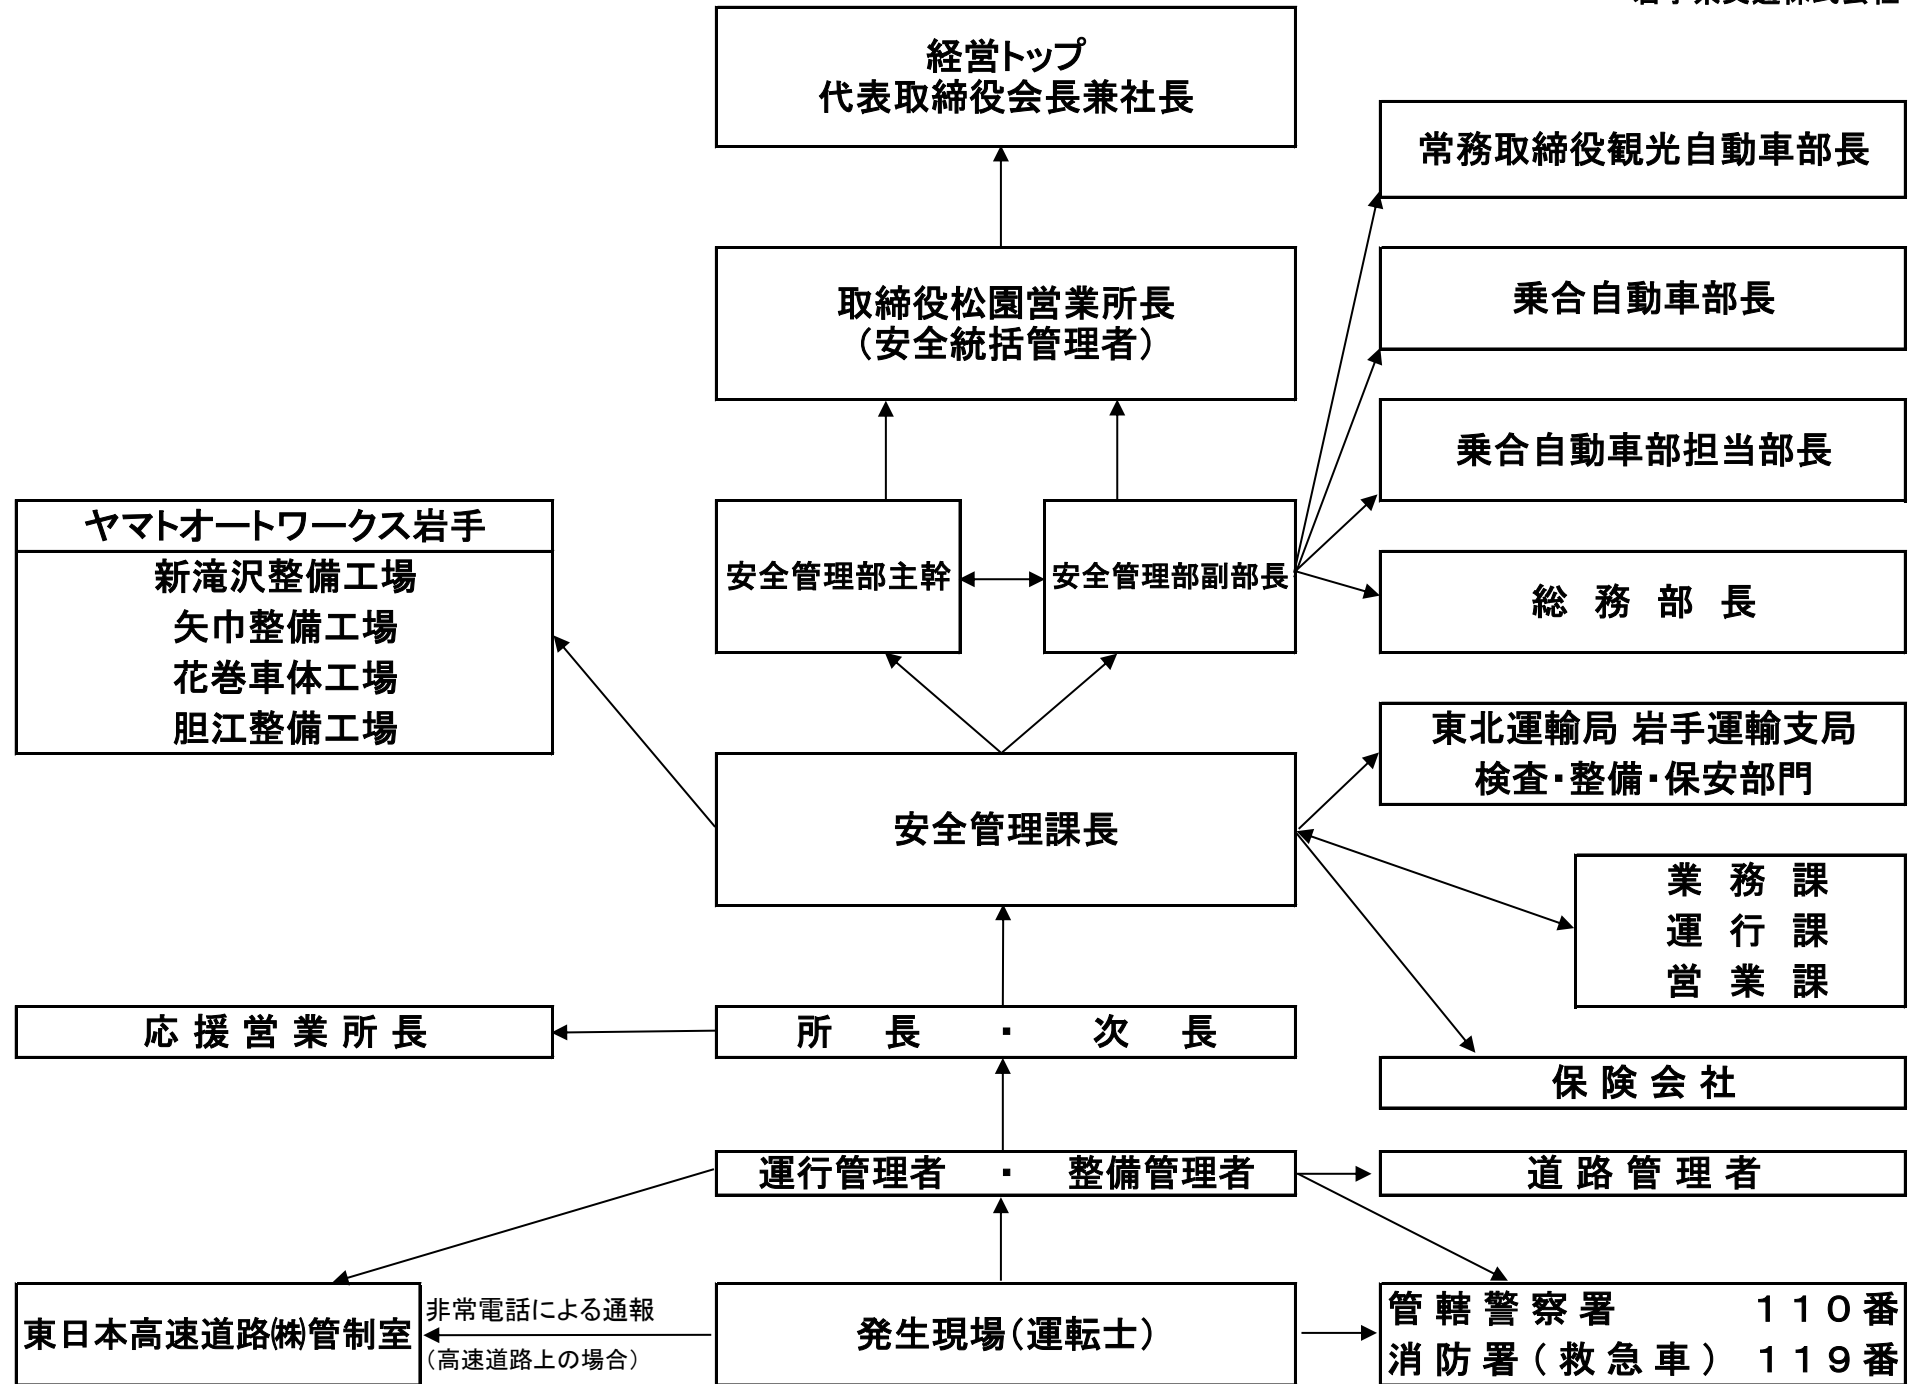 経営トップ
代表取締役会長兼社長
常務取締役観光自動車部長
取締役松園営業所長
（安全統括管理者）
乗合自動車部長
乗合自動車部担当部長
ヤマトオートワークス岩手
新滝沢整備工場
矢巾整備工場
花巻車体工場
胆江整備工場
安全管理部主幹
安全管理部副部長
総　務　部　長
東北運輸局 岩手運輸支局
検査・整備・保安部門
安全管理課長
業　務　課
運　行　課
営　業　課
応 援 営 業 所 長
所　長　・　次　長
保 険 会 社
運行管理者　・　整備管理者
道 路 管 理 者
東日本高速道路㈱管制室
非常電話による通報
（高速道路上の場合）
発生現場（運転士）
管 轄 警 察 署　　１１０番
消 防 署（ 救 急 車 ）　１１９番